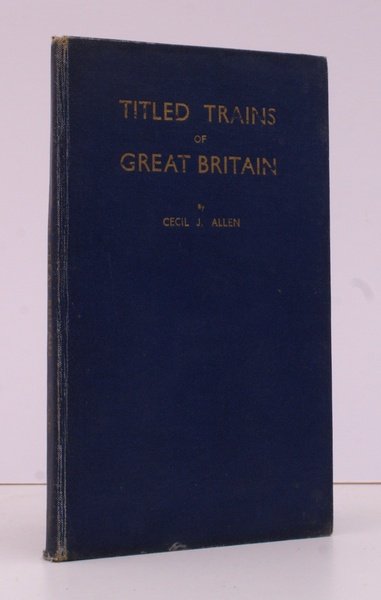 TITLED TRAINS
OF
GREAT BRITAIN
By
CECIL J. ALLEN